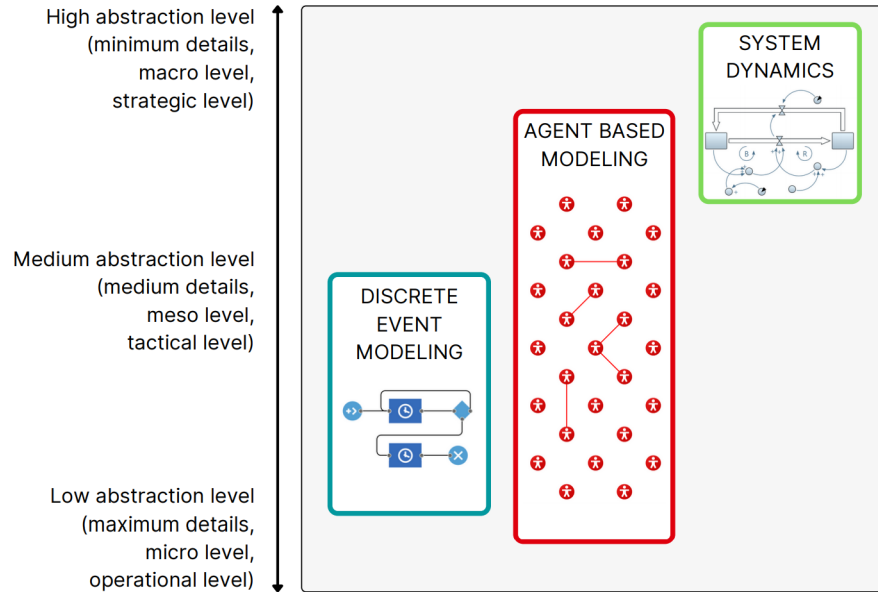 High abstraction level
(minimum details,
macro level,
strategic level)
Medium abstraction level
(medium details,
meso level,
tactical level)
Low abstraction level
(maximum details,
micro level,
operational level)
DISCRETE
EVENT
MODELING
AGENT BASED
MODELING
SYSTEM
DYNAMICS
B
R